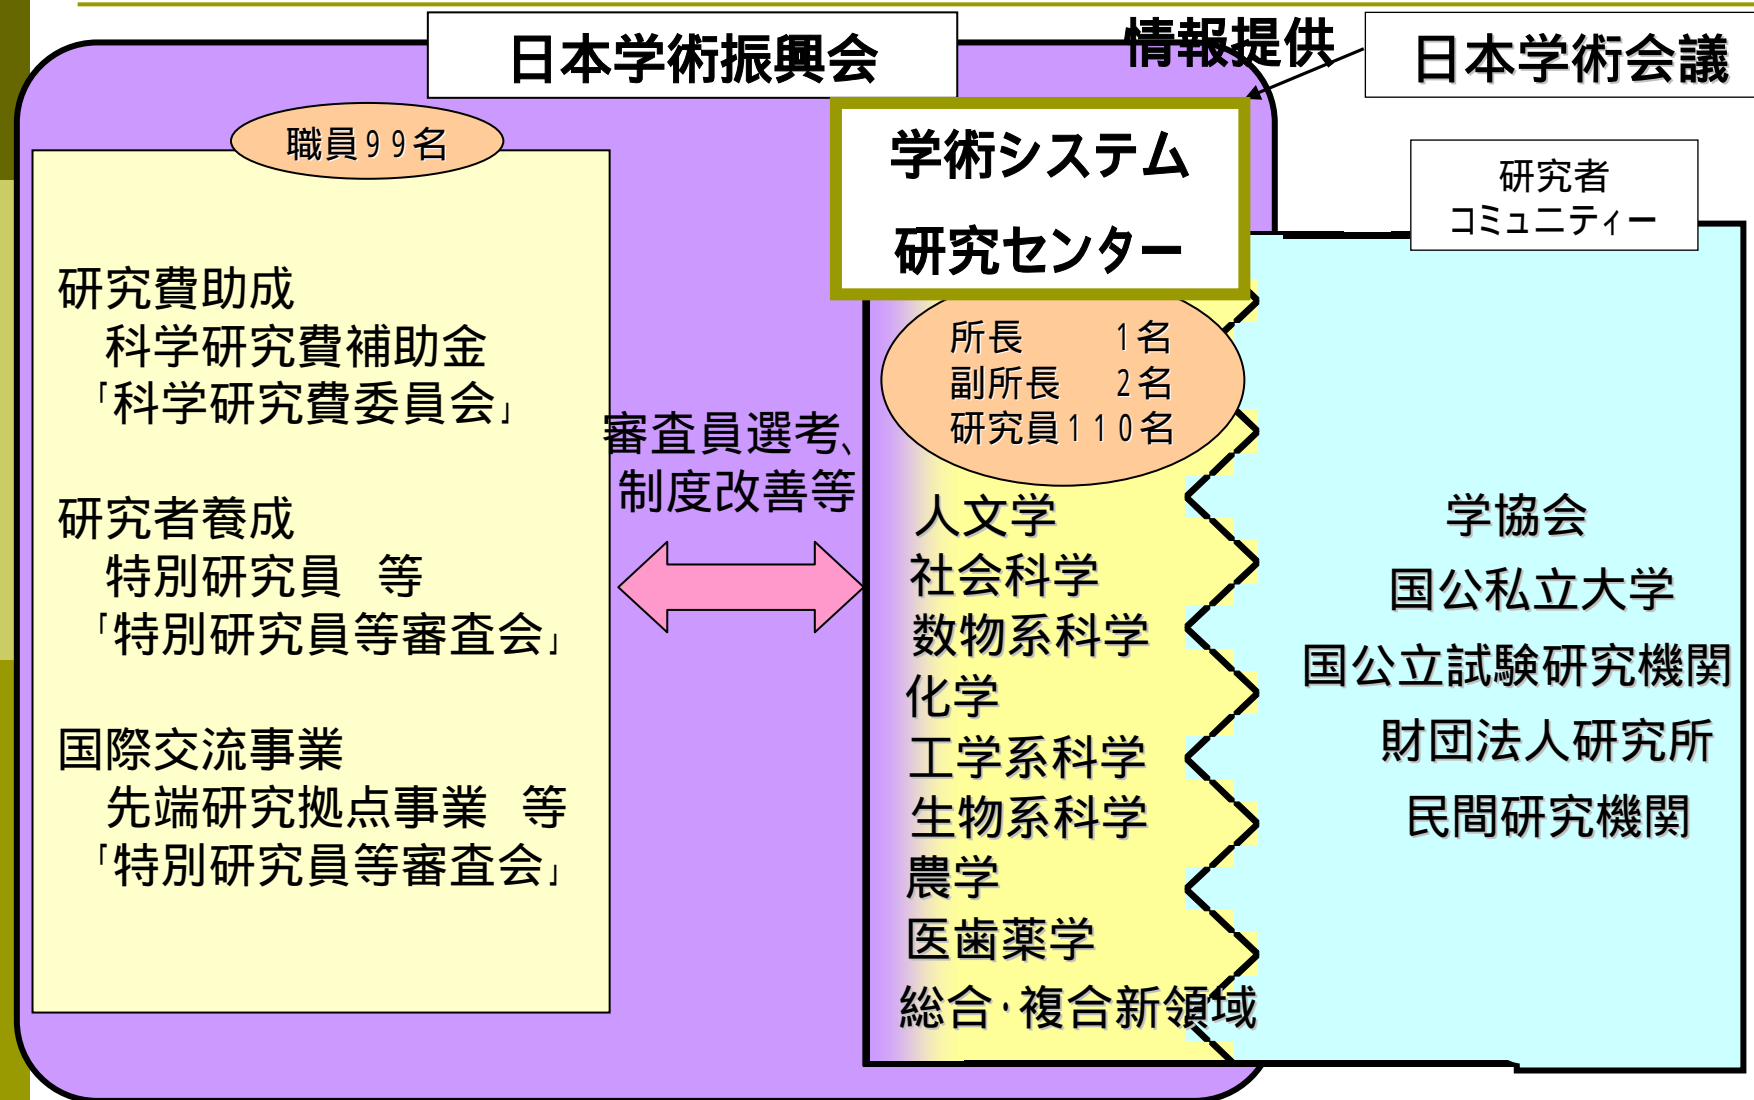 日本学術振興会
情報提供
日本学術会議
職員99名
学術システム
研究センター
研究者
コミュニティー
研究費助成
科学研究費補助金
「科学研究費委員会」
研究者養成
特別研究員 等
「特別研究員等審査会」
国際交流事業
先端研究拠点事業 等
「特別研究員等審査会」
審査員選考、
制度改善等
所長 1名
副所長 2名
研究員110名
人文学
社会科学
数物系科学
化学
工学系科学
生物系科学
農学
医歯薬学
総合・複合新領域
学協会
国公私立大学
国公立試験研究機関
財団法人研究所
民間研究機関